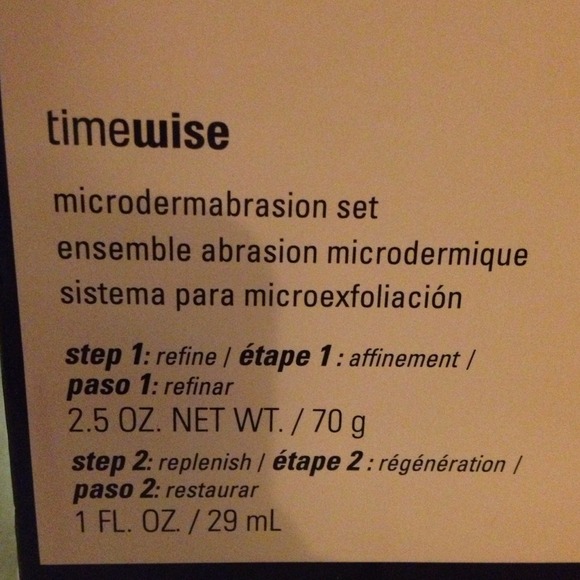 timewise
microdermabrasion set
ensemble abrasion microdermique
sistema para microexfoliación
step 1: refine / étape 1 : affinement /
paso 1: refinar
2.5 OZ. NET WT. / 70 g
step 2: replenish / étape 2 : régénération /
paso 2: restaurar
1 FL. OZ. / 29 mL